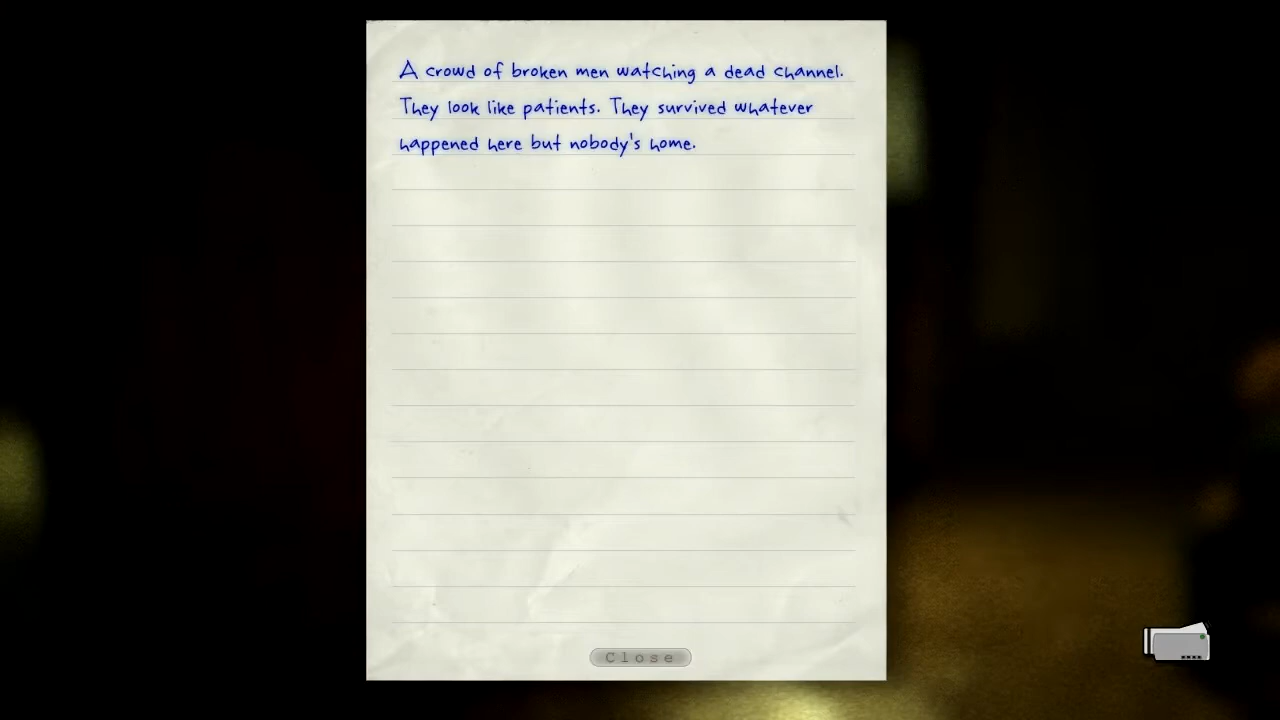 A crowd of broken men watching a dead channel.
They look like patients. They survived whatever
happened here but nobody's home.
Close